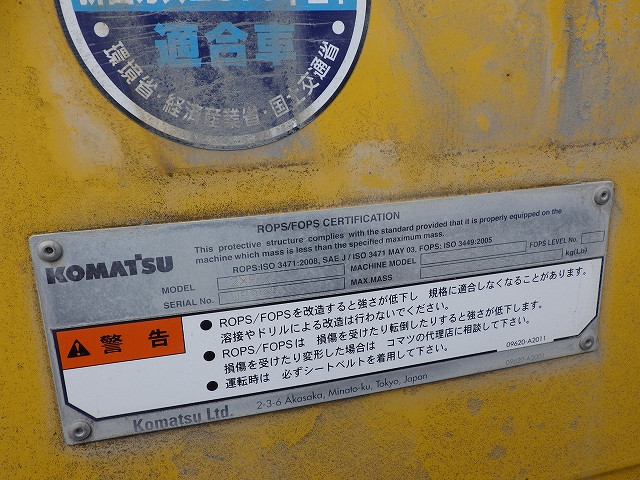 適合車
環境省・経済産業省・国土交通省
ROPS/FOPS CERTIFICATION
This protective structure complies with the standard provided that it is properly equipped on the
machine which mass is less than the specified maximum mass.
ROPS:ISO 3471:2008, SAE J / ISO 3471 MAY 03. FOPS: ISO 3449:2005
KOMATSU
MODEL
MACHINE MODEL
FOPS LEVEL No.
SERIAL No.
MAX.MASS
kg(Lb)
警告
● ROPS/FOPSを改造すると強さが低下し 規格に適合しなくなることがあります。
溶接やドリルによる改造は行わないでください。
● ROPS/FOPSは 損傷を受けたり転倒したりすると強さが低下します。
損傷を受けたり変形した場合は コマツの代理店に相談して下さい。
● 運転時は 必ずシートベルトを着用して下さい。
09620-A2011
09620-A2001
Komatsu Ltd.
2-3-6 Akasaka, Minato-ku, Tokyo, Japan